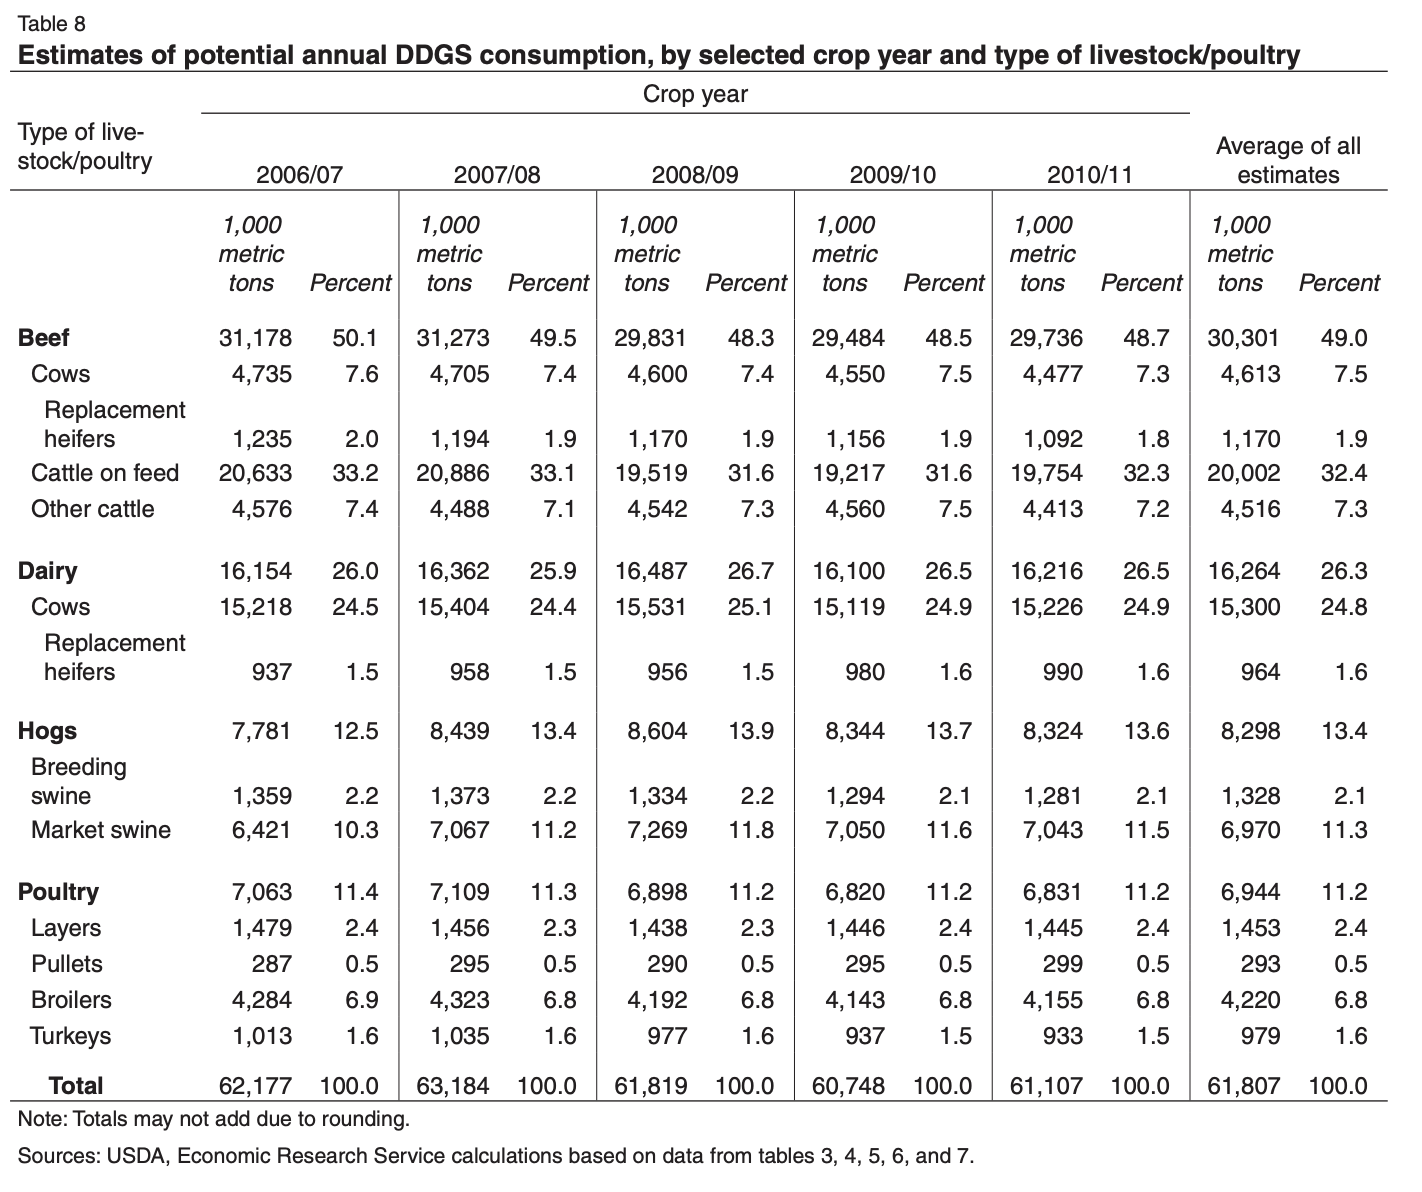 Table 8
Estimates of potential annual DDGS consumption, by selected crop year and type of livestock/poultry
Crop year
Type of live-
stock/poultry
2006/07 2007/08 2008/09 2009/10 2010/11 Average of all
estimates
1,000 1,000 1,000 1,000 1,000 1,000
metric metric metric metric metric metric
tons Percent tons Percent tons Percent tons Percent tons Percent tons Percent
Beef 31,178 50.1 31,273 49.5 29,831 48.3 29,484 48.5 29,736 48.7 30,301 49.0
Cows 4,735 7.6 4,705 7.4 4,600 7.4 4,550 7.5 4,477 7.3 4,613 7.5
Replacement
heifers 1,235 2.0 1,194 1.9 1,170 1.9 1,156 1.9 1,092 1.8 1,170 1.9
Cattle on feed 20,633 33.2 20,886 33.1 19,519 31.6 19,217 31.6 19,754 32.3 20,002 32.4
Other cattle 4,576 7.4 4,488 7.1 4,542 7.3 4,560 7.5 4,413 7.2 4,516 7.3
Dairy 16,154 26.0 16,362 25.9 16,487 26.7 16,100 26.5 16,216 26.5 16,264 26.3
Cows 15,218 24.5 15,404 24.4 15,531 25.1 15,119 24.9 15,226 24.9 15,300 24.8
Replacement
heifers 937 1.5 958 1.5 956 1.5 980 1.6 990 1.6 964 1.6
Hogs 7,781 12.5 8,439 13.4 8,604 13.9 8,344 13.7 8,324 13.6 8,298 13.4
Breeding
swine 1,359 2.2 1,373 2.2 1,334 2.2 1,294 2.1 1,281 2.1 1,328 2.1
Market swine 6,421 10.3 7,067 11.2 7,269 11.8 7,050 11.6 7,043 11.5 6,970 11.3
Poultry 7,063 11.4 7,109 11.3 6,898 11.2 6,820 11.2 6,831 11.2 6,944 11.2
Layers 1,479 2.4 1,456 2.3 1,438 2.3 1,446 2.4 1,445 2.4 1,453 2.4
Pullets 287 0.5 295 0.5 290 0.5 295 0.5 299 0.5 293 0.5
Broilers 4,284 6.9 4,323 6.8 4,192 6.8 4,143 6.8 4,155 6.8 4,220 6.8
Turkeys 1,013 1.6 1,035 1.6 977 1.6 937 1.5 933 1.5 979 1.6
Total 62,177 100.0 63,184 100.0 61,819 100.0 60,748 100.0 61,107 100.0 61,807 100.0
Note: Totals may not add due to rounding.
Sources: USDA, Economic Research Service calculations based on data from tables 3, 4, 5, 6, and 7.